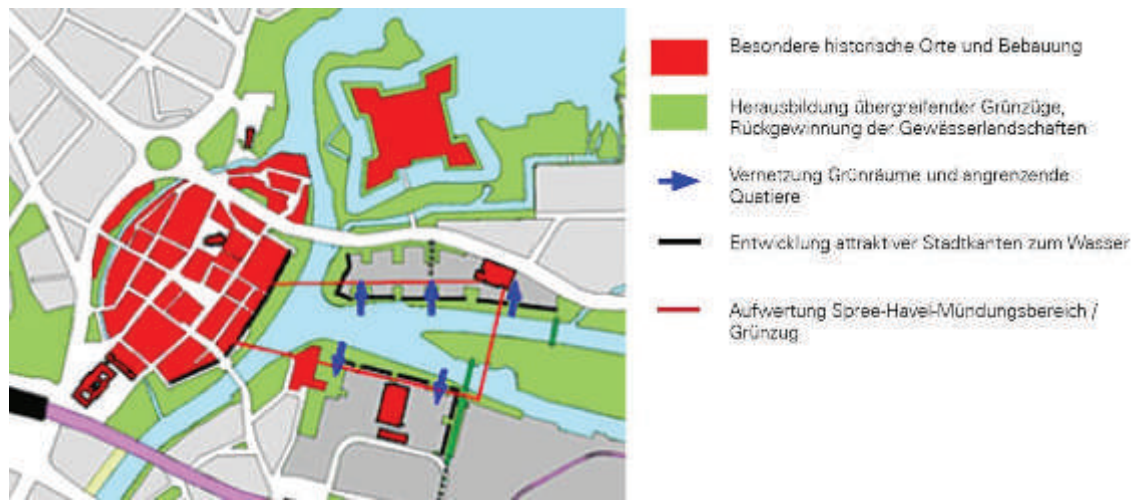 Besondere historische Orte und Bebauung
Herausbildung übergreifender Grünzüge,
Rückgewinnung der Gewässerlandschaften
Vernetzung Grünräume und angrenzende
Quatiere
Entwicklung attraktiver Stadtkanten zum Wasser
Aufwertung Spree-Havel-Mündungsbereich /
Grünzug